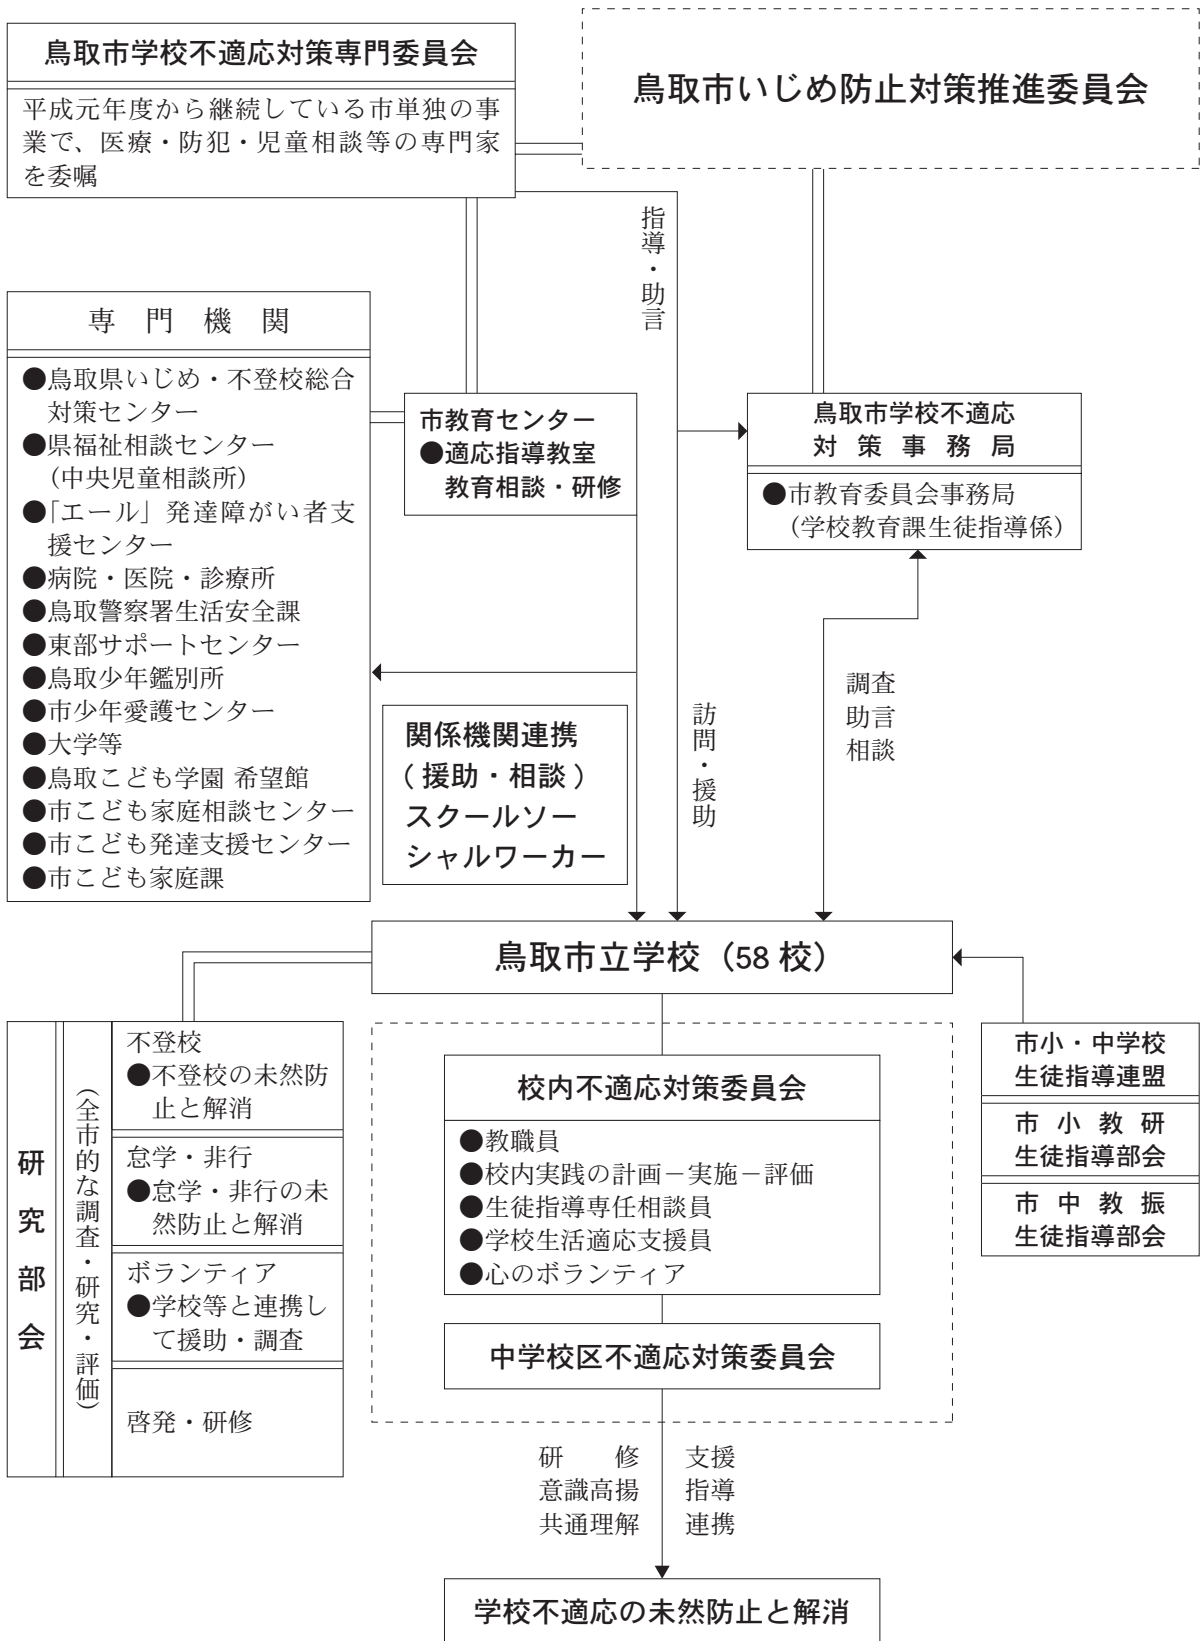 鳥取市学校不適応対策専門委員会
平成元年度から継続している市単独の事
業で、医療・防犯・児童相談等の専門家
を委嘱
鳥取市いじめ防止対策推進委員会
指導・助言
専門機関
●鳥取県いじめ・不登校総合
対策センター
●県福祉相談センター
（中央児童相談所）
●「エール」発達障がい者支
援センター
●病院・医院・診療所
●鳥取警察署生活安全課
●東部サポートセンター
●鳥取少年鑑別所
●市少年愛護センター
●大学等
●鳥取こども学園 希望館
●市こども家庭相談センター
●市こども発達支援センター
●市こども家庭課
市教育センター
●適応指導教室
教育相談・研修
鳥取市学校不適応
対策事務局
●市教育委員会事務局
（学校教育課生徒指導係）
関係機関連携
（援助・相談）
スクールソー
シャルワーカー
訪問・援助
調査
助言
相談
鳥取市立学校（58 校）
研究部会
（全市的な調査・研究・評価）
不登校
●不登校の未然防
止と解消
怠学・非行
●怠学・非行の未
然防止と解消
ボランティア
●学校等と連携し
て援助・調査
啓発・研修
校内不適応対策委員会
●教職員
●校内実践の計画－実施－評価
●生徒指導専任相談員
●学校生活適応支援員
●心のボランティア
中学校区不適応対策委員会
市小・中学校
生徒指導連盟
市小教研
生徒指導部会
市中教振
生徒指導部会
研修
意識高揚
共通理解
支援
指導
連携
学校不適応の未然防止と解消